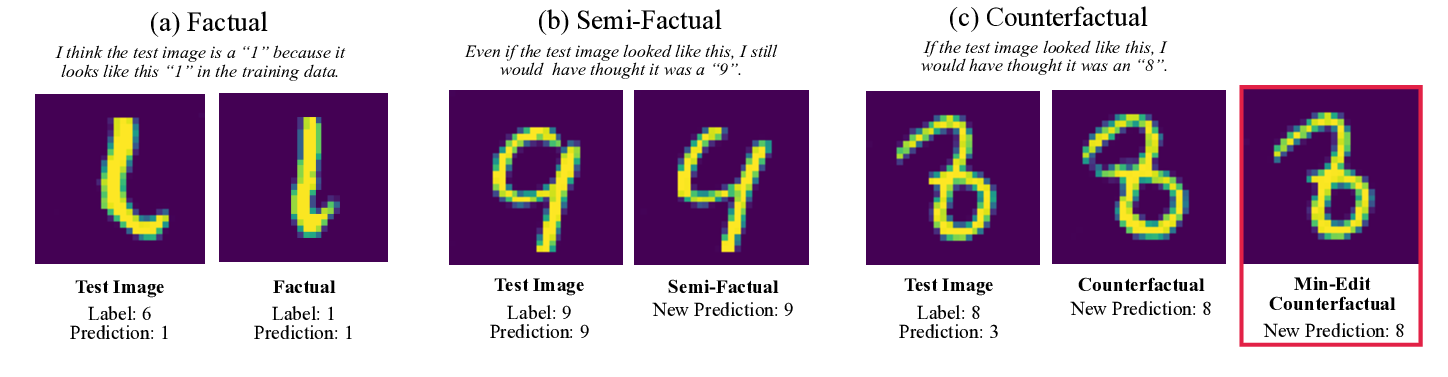 (a) Factual
I think the test image is a “1” because it
looks like this “1” in the training data.
Test Image
Label: 6
Prediction: 1
Factual
Label: 1
Prediction: 1
(b) Semi-Factual
Even if the test image looked like this, I still
would have thought it was a “9”.
Test Image
Label: 9
Prediction: 9
Semi-Factual
New Prediction: 9
(c) Counterfactual
If the test image looked like this, I
would have thought it was an “8”.
Test Image
Label: 8
Prediction: 3
Counterfactual
New Prediction: 8
Min-Edit
Counterfactual
New Prediction: 8